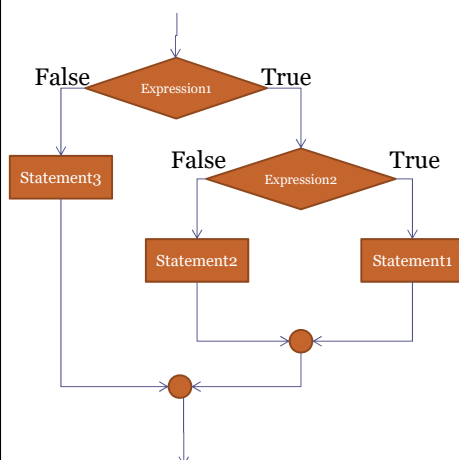 False
Expression1
True
Statement3
False
Expression2
True
Statement2
Statement1